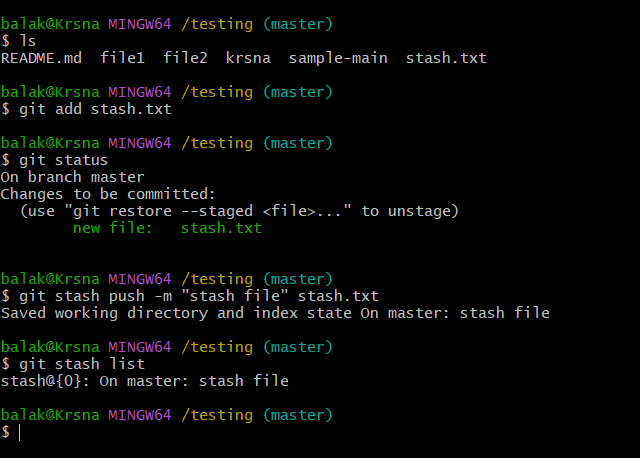 balak@Krsna MINGW64 /testing (master)
$ ls
README.md  file1  file2  krsna  sample-main  stash.txt
balak@Krsna MINGW64 /testing (master)
$ git add stash.txt
balak@Krsna MINGW64 /testing (master)
$ git status
On branch master
Changes to be committed:
  (use "git restore --staged <file>..." to unstage)
        new file:   stash.txt
balak@Krsna MINGW64 /testing (master)
$ git stash push -m "stash file" stash.txt
Saved working directory and index state On master: stash file
balak@Krsna MINGW64 /testing (master)
$ git stash list
stash@{0}: On master: stash file
balak@Krsna MINGW64 /testing (master)
$